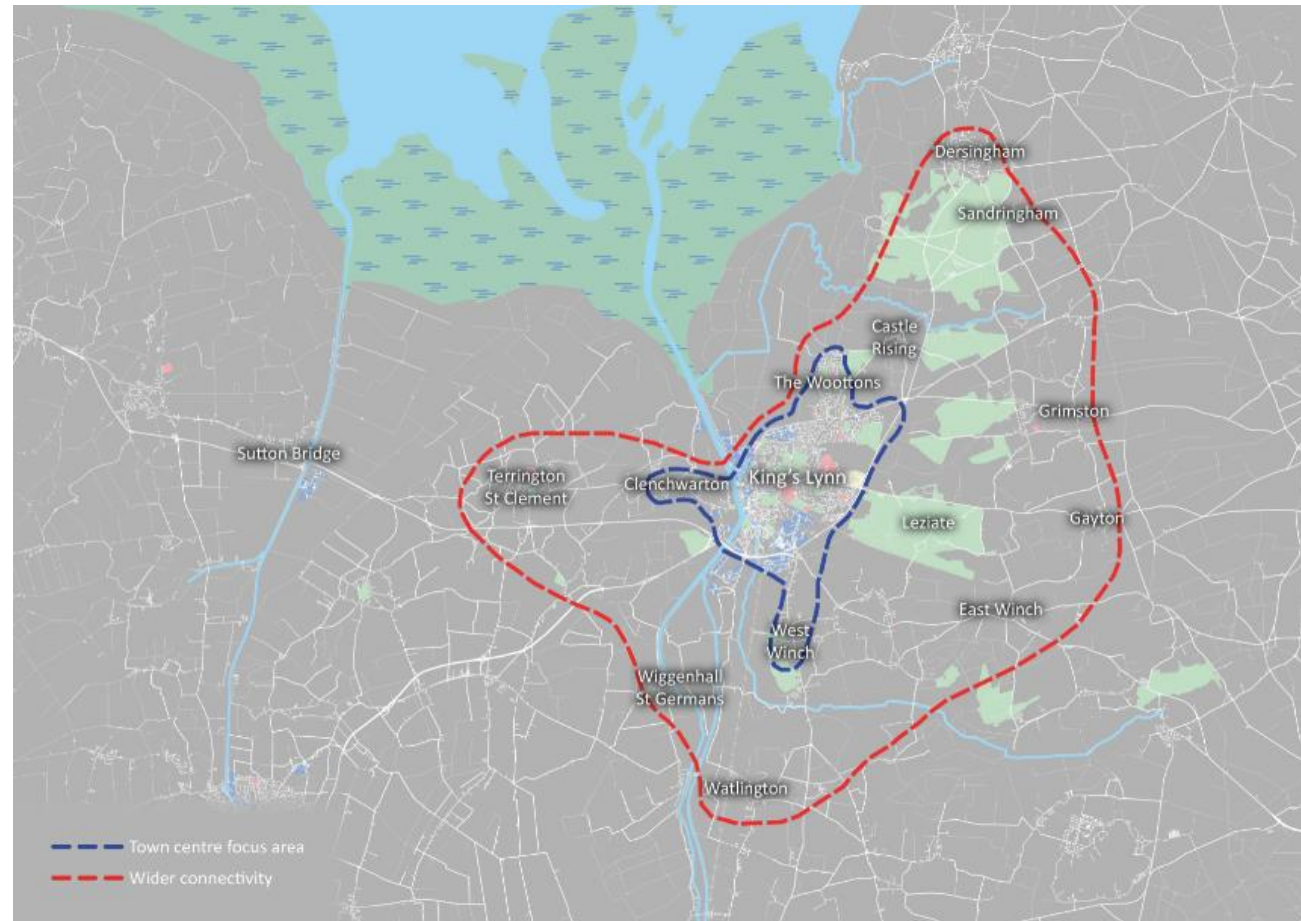 Dersingham
Sandringham
Castle
Rising
The Woottons
Grimston
Sutton Bridge
Terrington
St Clement
Clenchwarton
King's Lynn
Leziate
Gayton
East Winch
West
Winch
Wiggenhall
St Germans
Watlington
Town centre focus area
Wider connectivity